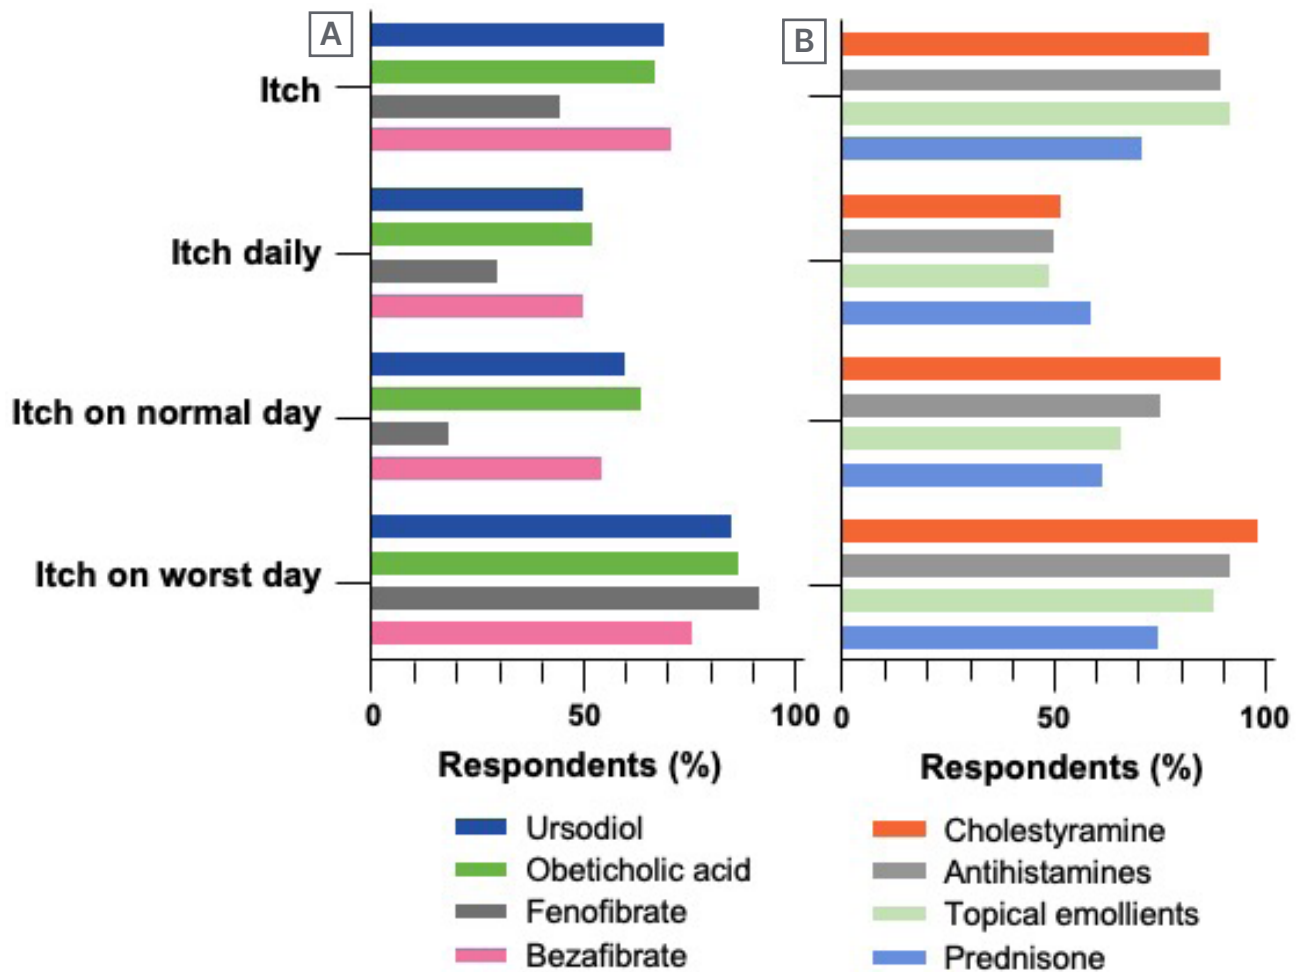 A
B
Itch
Itch daily
Itch on normal day
Itch on worst day
0 50 100
0 50 100
Respondents (%)
Respondents (%)
Ursodiol
Obeticholic acid
Fenofibrate
Bezafibrate
Cholestyramine
Antihistamines
Topical emollients
Prednisone